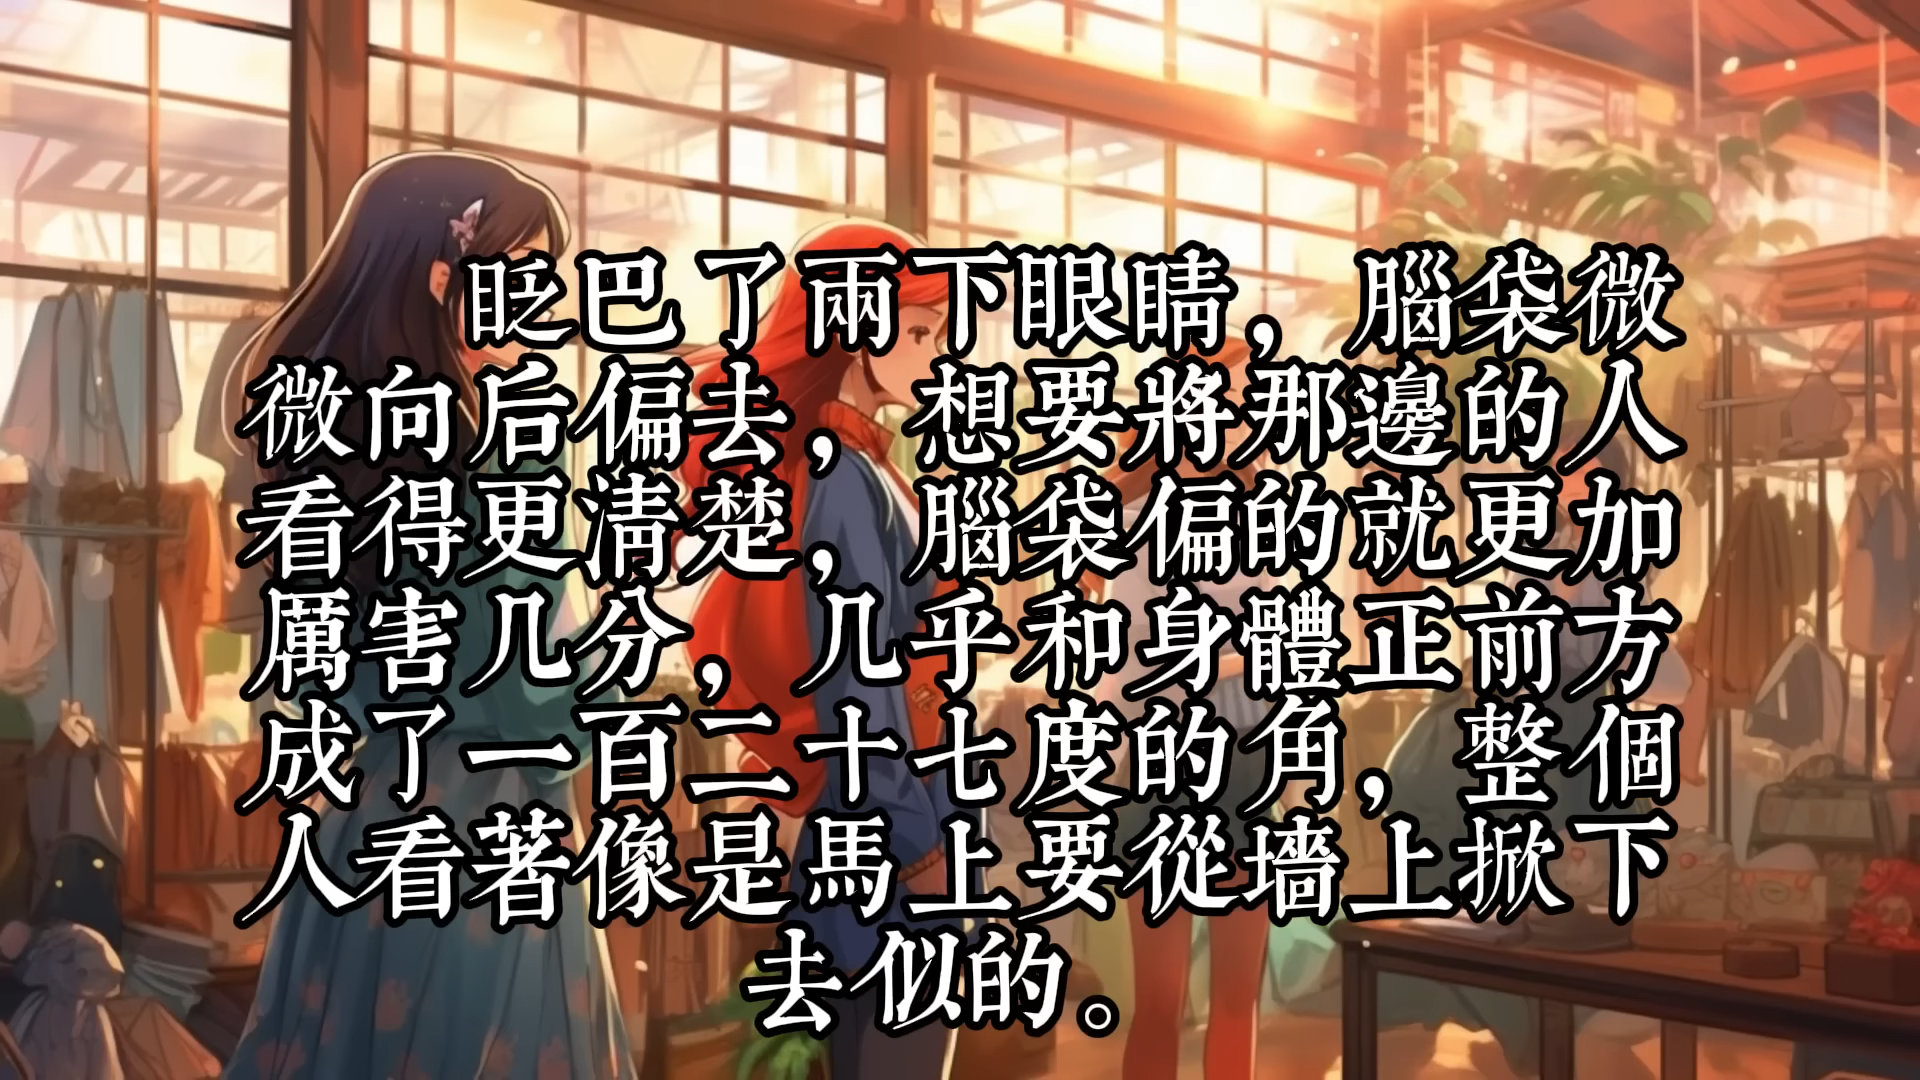 眨巴了兩下眼睛，腦袋微
微向后偏去，想要將那邊的人
看得更清楚，腦袋偏的就更加
厲害几分，几乎和身體正前方
成了一百二十七度的角，整個
人看著像是馬上要從墻上掀下
去似的。